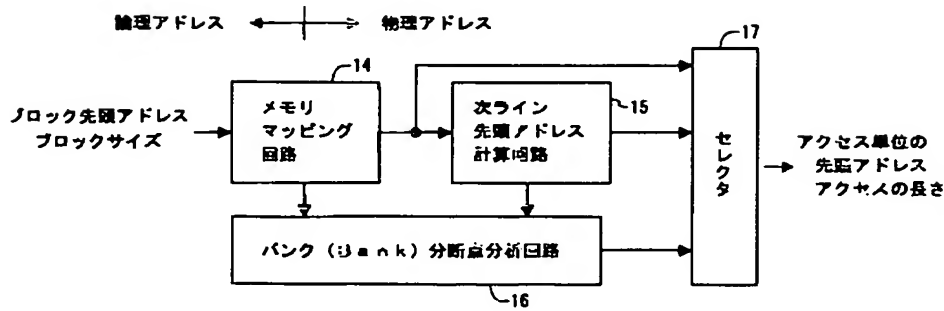 論理アドレス
物理アドレス
17
14
メモリ
マッピング
回路
15
次ライン
先頭アドレス
計算回路
ブロック先頭アドレス
ブロックサイズ
セレクタ
アクセス単位の
先頭アドレス
アクセスの長さ
バンク(Bank)分断点分析回路
16